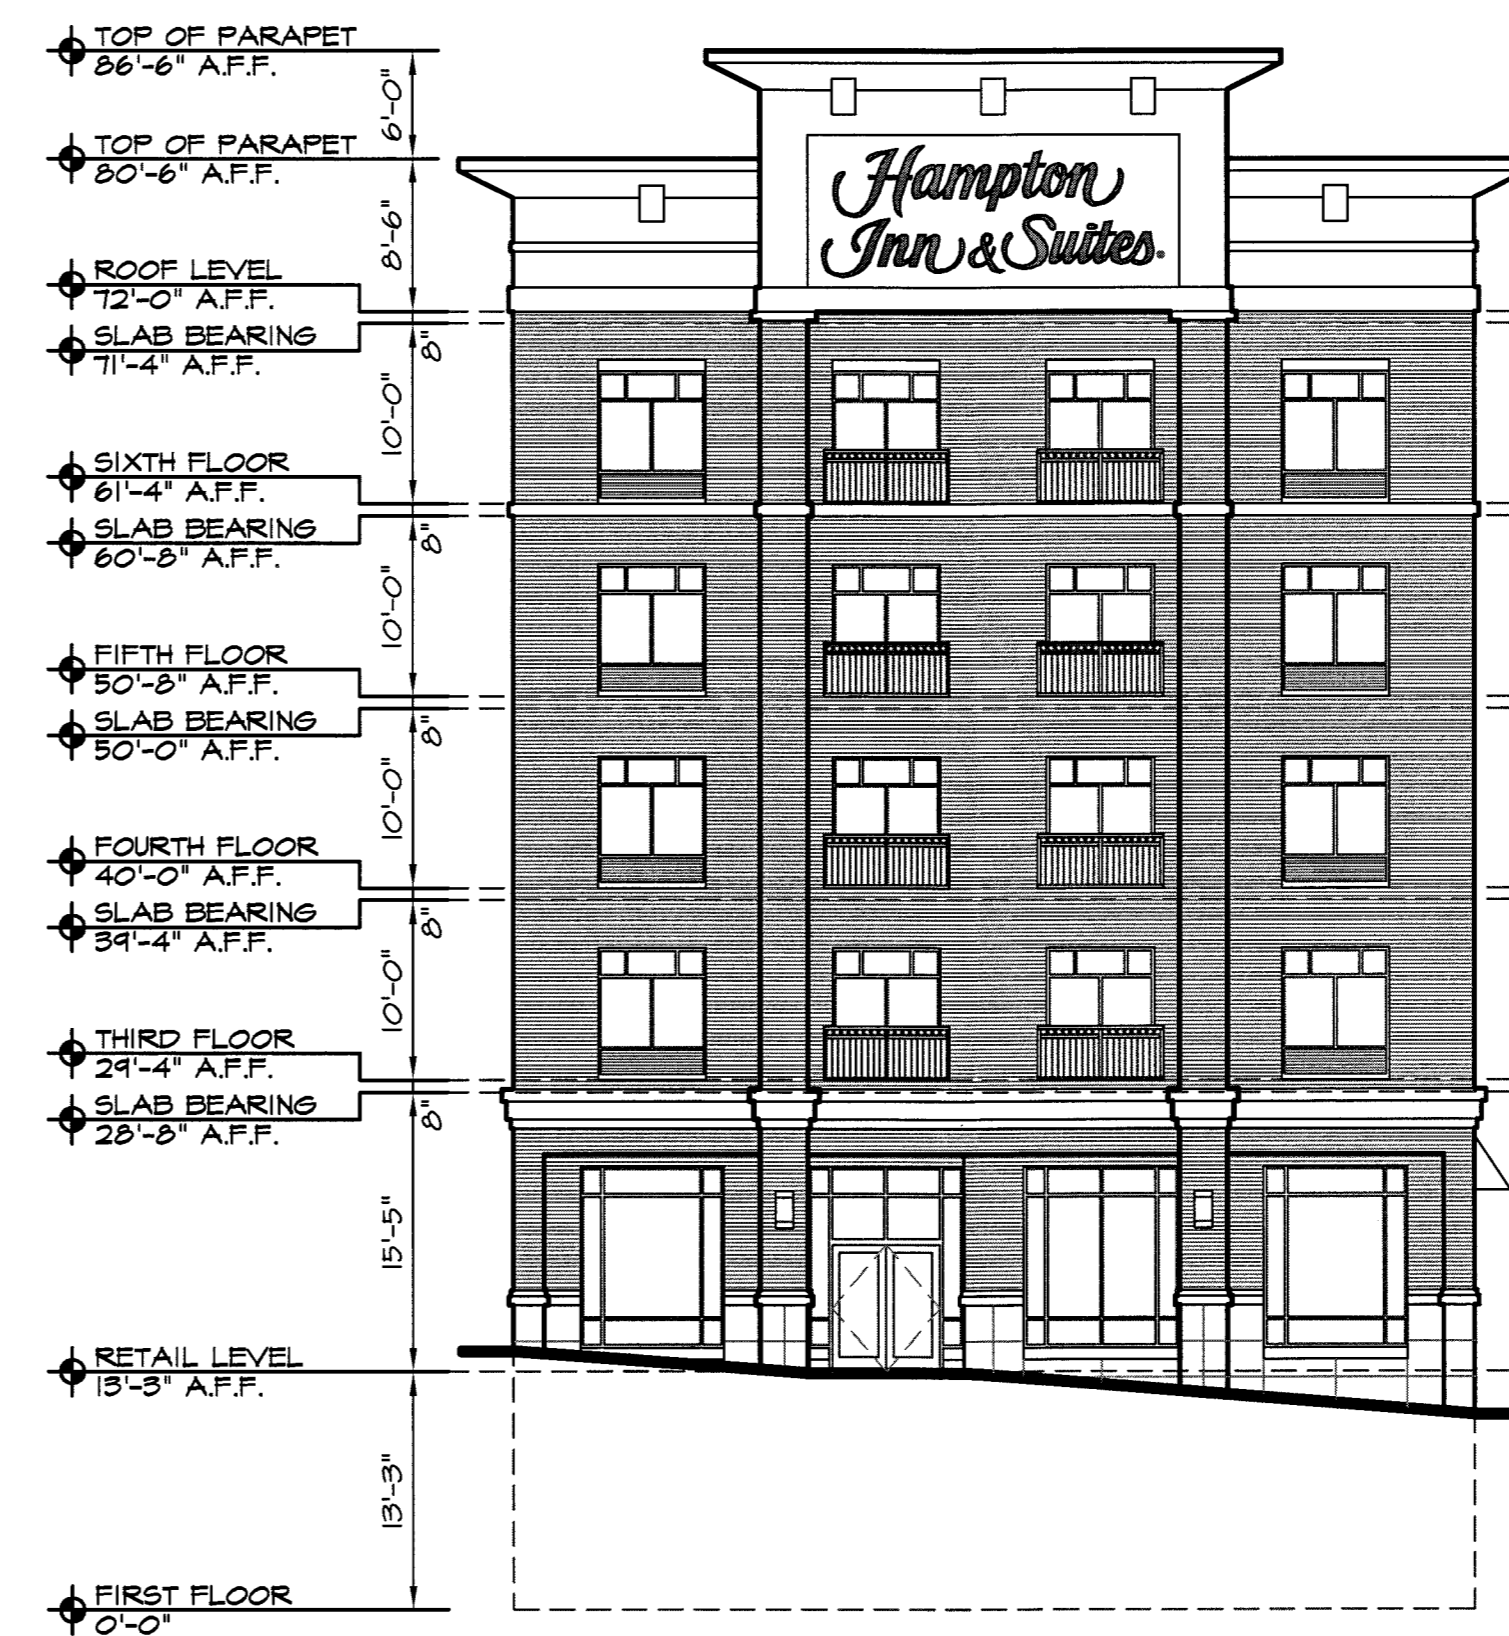 TOP OF PARAPET
86'-6" A.F.F.
6'-0"
TOP OF PARAPET
80'-6" A.F.F.
8'-6"
Hampton
Inn & Suites®
ROOF LEVEL
72'-0" A.F.F.
SLAB BEARING
71'-4" A.F.F.
8"
10'-0"
SIXTH FLOOR
61'-4" A.F.F.
SLAB BEARING
60'-8" A.F.F.
8"
10'-0"
FIFTH FLOOR
50'-8" A.F.F.
SLAB BEARING
50'-0" A.F.F.
8"
10'-0"
FOURTH FLOOR
40'-0" A.F.F.
SLAB BEARING
39'-4" A.F.F.
8"
10'-0"
THIRD FLOOR
29'-4" A.F.F.
SLAB BEARING
28'-8" A.F.F.
8"
15'-5"
RETAIL LEVEL
13'-3" A.F.F.
13'-3"
FIRST FLOOR
0'-0"